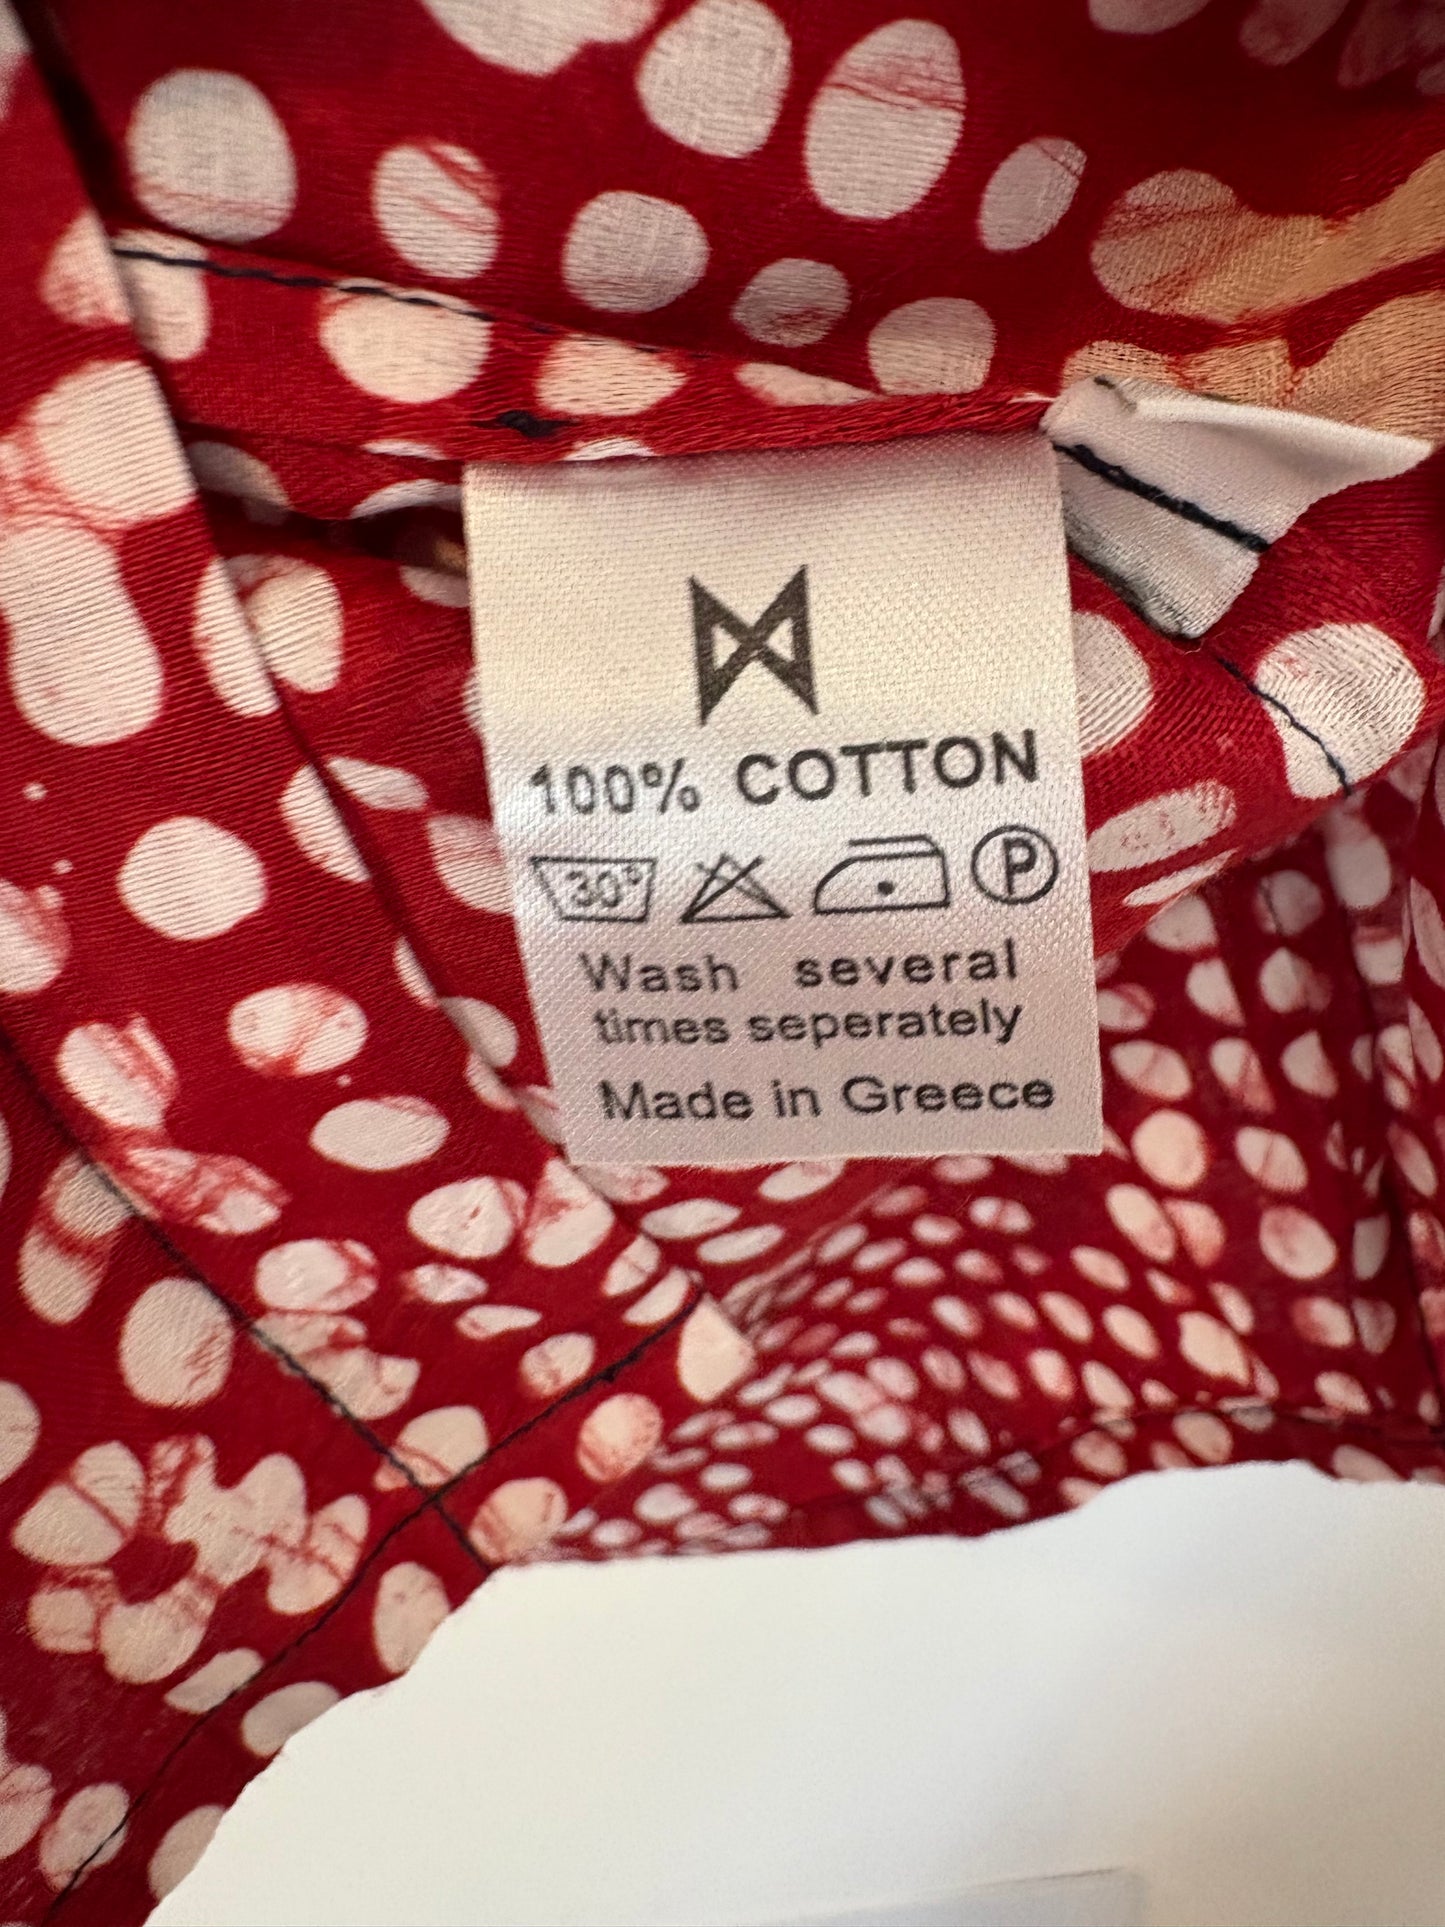 100% COTTON
30° P
Wash several
times seperately
Made in Greece